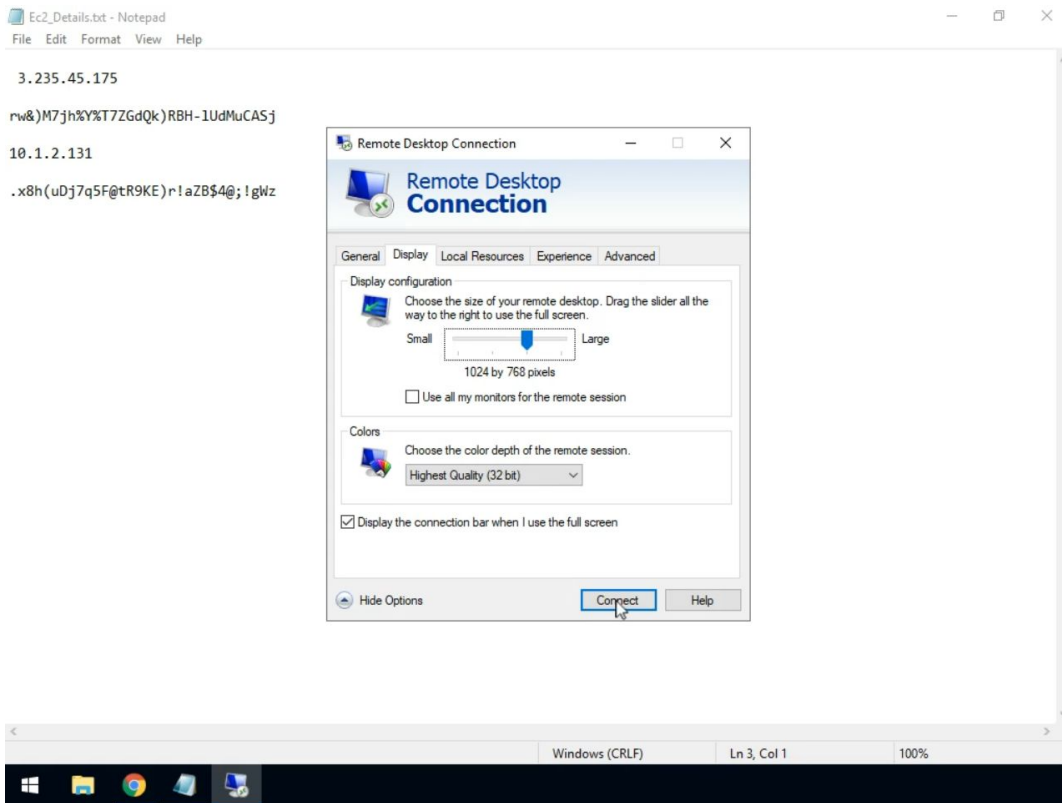 Ec2_Details.txt - Notepad
File Edit Format View Help
3.235.45.175
rw&)M7jh%Y%T7ZGdQk)RBH-lUdMuCASj
10.1.2.131
.x8h(uDj7q5F@tR9KE)r!aZB$4@;!gWz
Remote Desktop Connection
Remote Desktop
Connection
General Display Local Resources Experience Advanced
Display configuration
Choose the size of your remote desktop. Drag the slider all the
way to the right to use the full screen.
Small Large
1024 by 768 pixels
Use all my monitors for the remote session
Colors
Choose the color depth of the remote session.
Highest Quality (32 bit)
Display the connection bar when I use the full screen
Hide Options Connect Help
Windows (CRLF) Ln 3, Col 1 100%